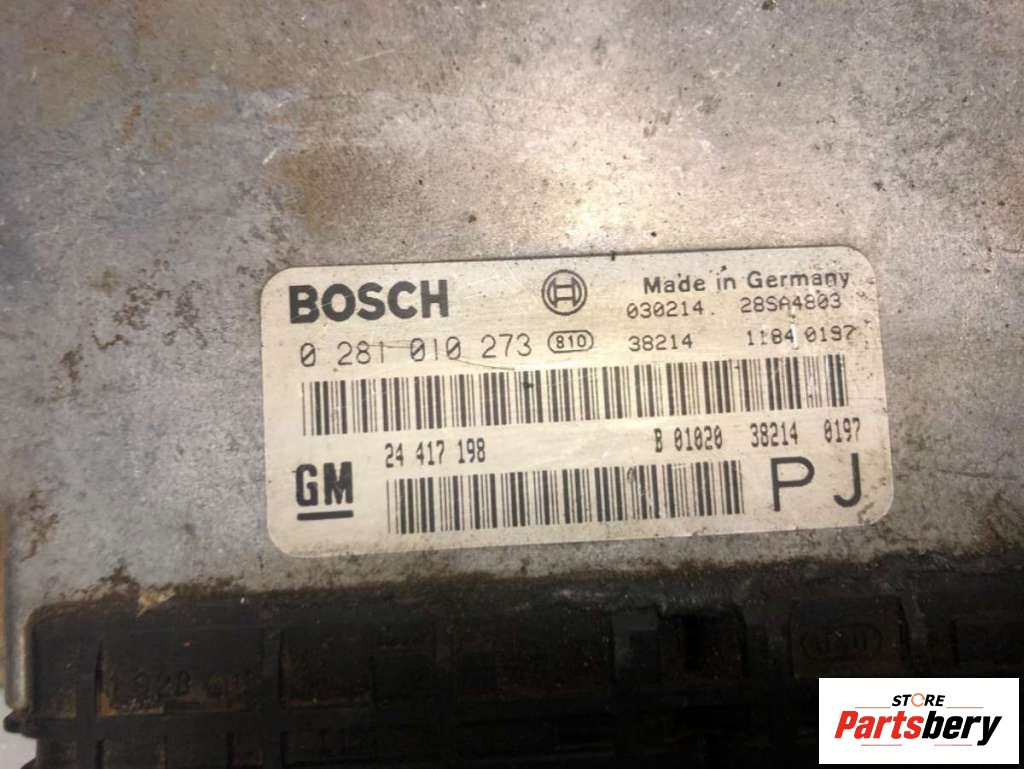 BOSCH
Made in Germany
030214. 28SA4803
0 281 010 273 810 38214 1184 0197
24 417 198 B 01020 38214 0197
GM
PJ
STORE
Partsbery